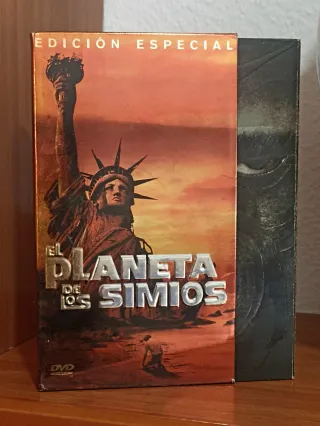 EDICIÓN ESPECIAL
EL
PLANETA
DE
LOS SIMIOS
DVD